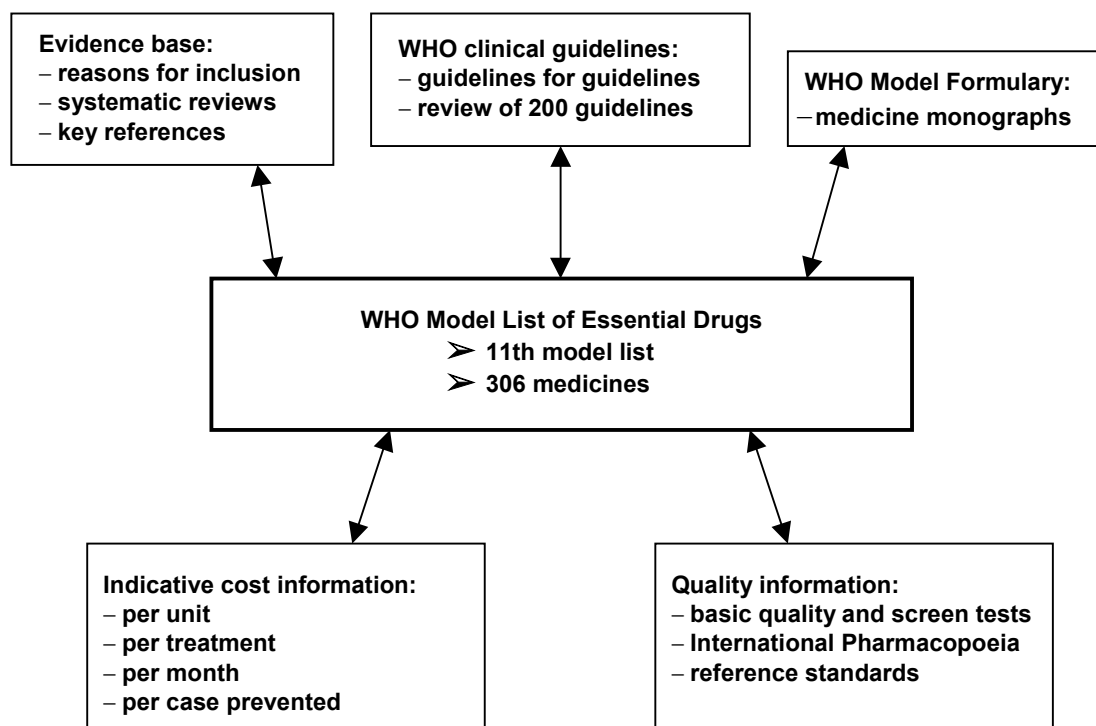 Evidence base:
– reasons for inclusion
– systematic reviews
– key references
WHO clinical guidelines:
– guidelines for guidelines
– review of 200 guidelines
WHO Model Formulary:
– medicine monographs
WHO Model List of Essential Drugs
➢ 11th model list
➢ 306 medicines
Indicative cost information:
– per unit
– per treatment
– per month
– per case prevented
Quality information:
– basic quality and screen tests
– International Pharmacopoeia
– reference standards